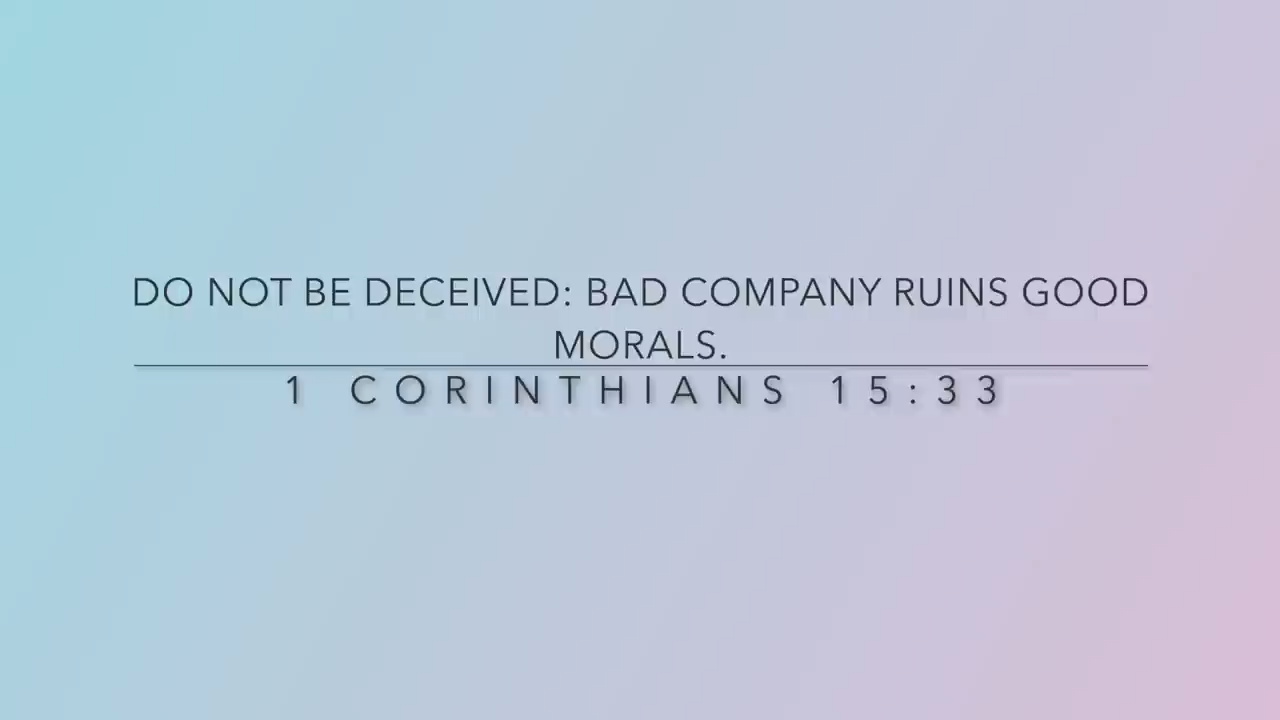 DO NOT BE DECEIVED: BAD COMPANY RUINS GOOD
MORALS.
1 CORINTHIANS 15:33